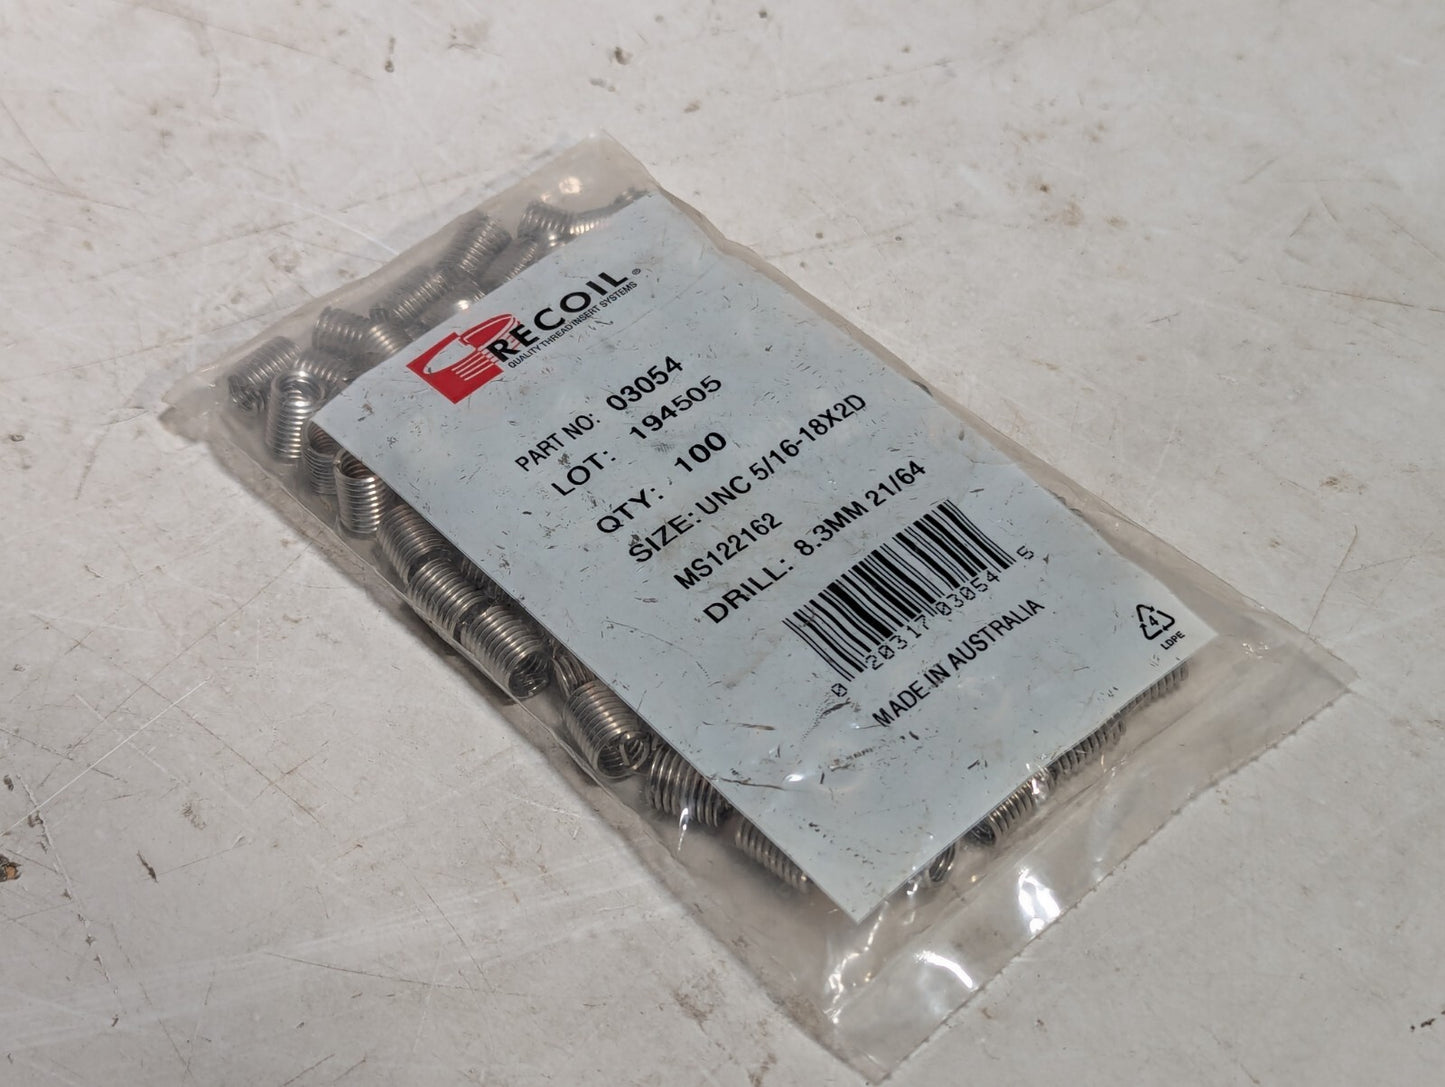 RECOIL®
QUALITY THREAD INSERT SYSTEMS
PART NO: 03054
LOT: 194505
QTY: 100
SIZE: UNC 5/16-18X2D
MS122162
DRILL: 8.3MM 21/64
0 20317 03054 5
MADE IN AUSTRALIA
4
LDPE